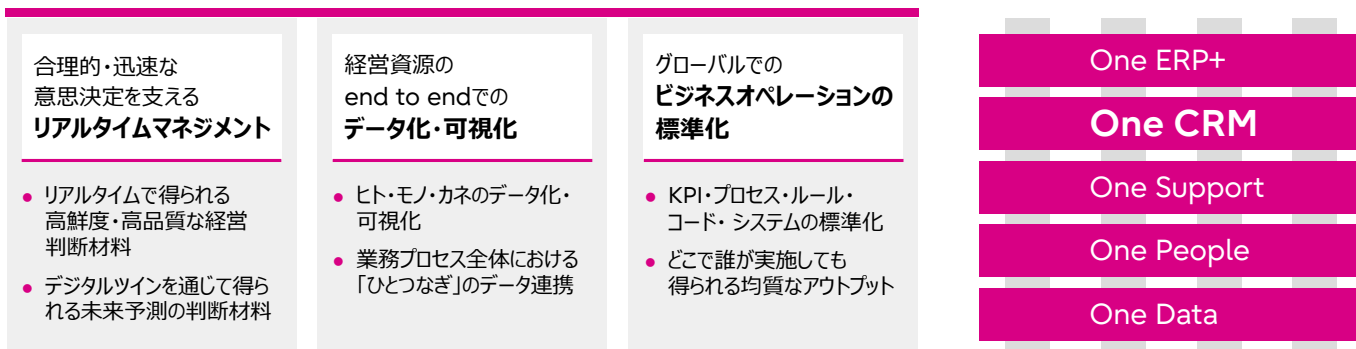 合理的・迅速な
意思決定を支える
リアルタイムマネジメント
● リアルタイムで得られる
高鮮度・高品質な経営
判断材料
● デジタルツインを通じて得ら
れる未来予測の判断材料
経営資源の
end to endでの
データ化・可視化
● ヒト・モノ・カネのデータ化・
可視化
● 業務プロセス全体における
「ひとつなぎ」のデータ連携
グローバルでの
ビジネスオペレーションの
標準化
● KPI・プロセス・ルール・
コード・ システムの標準化
● どこで誰が実施しても
得られる均質なアウトプット
One ERP+
One CRM
One Support
One People
One Data